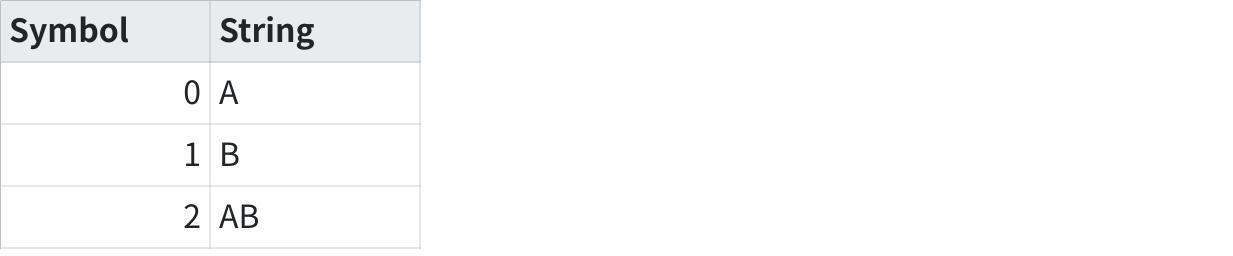 Symbol String
0 A
1 B
2 AB